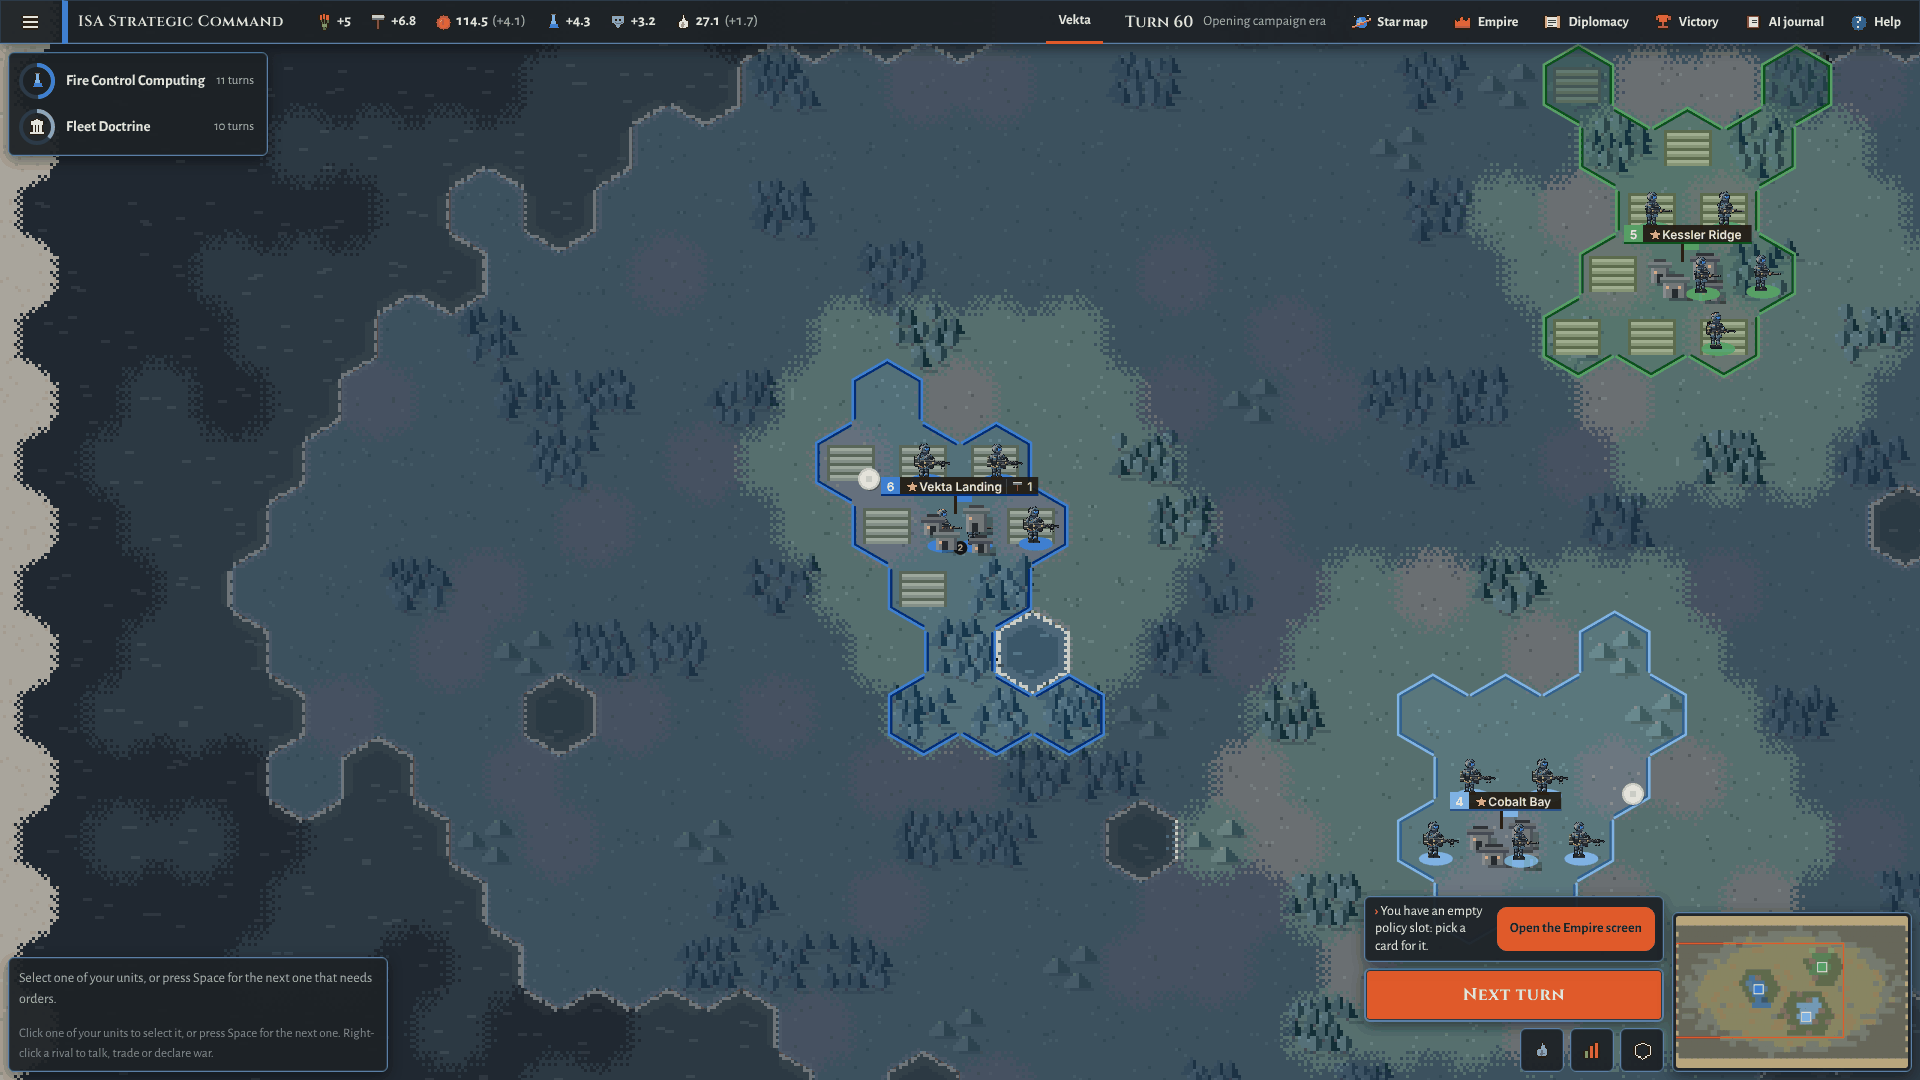 ISA Strategic Command
+5
+6.8
114.5 (+4.1)
+4.3
+3.2
27.1 (+1.7)
Vekta
Turn 60
Opening campaign era
Star map
Empire
Diplomacy
Victory
AI journal
Help
Fire Control Computing
11 turns
Fleet Doctrine
10 turns
5
Kessler Ridge
6
Vekta Landing
1
2
4
Cobalt Bay
› You have an empty
policy slot: pick a
card for it.
Open the Empire screen
Next turn
Select one of your units, or press Space for the next one that needs
orders.
Click one of your units to select it, or press Space for the next one. Right-
click a rival to talk, trade or declare war.